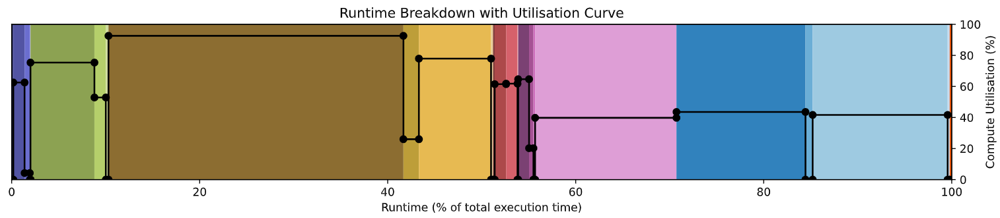 Runtime Breakdown with Utilisation Curve
100
80
60
40
20
0
Compute Utilisation (%)
0 20 40 60 80 100
Runtime (% of total execution time)